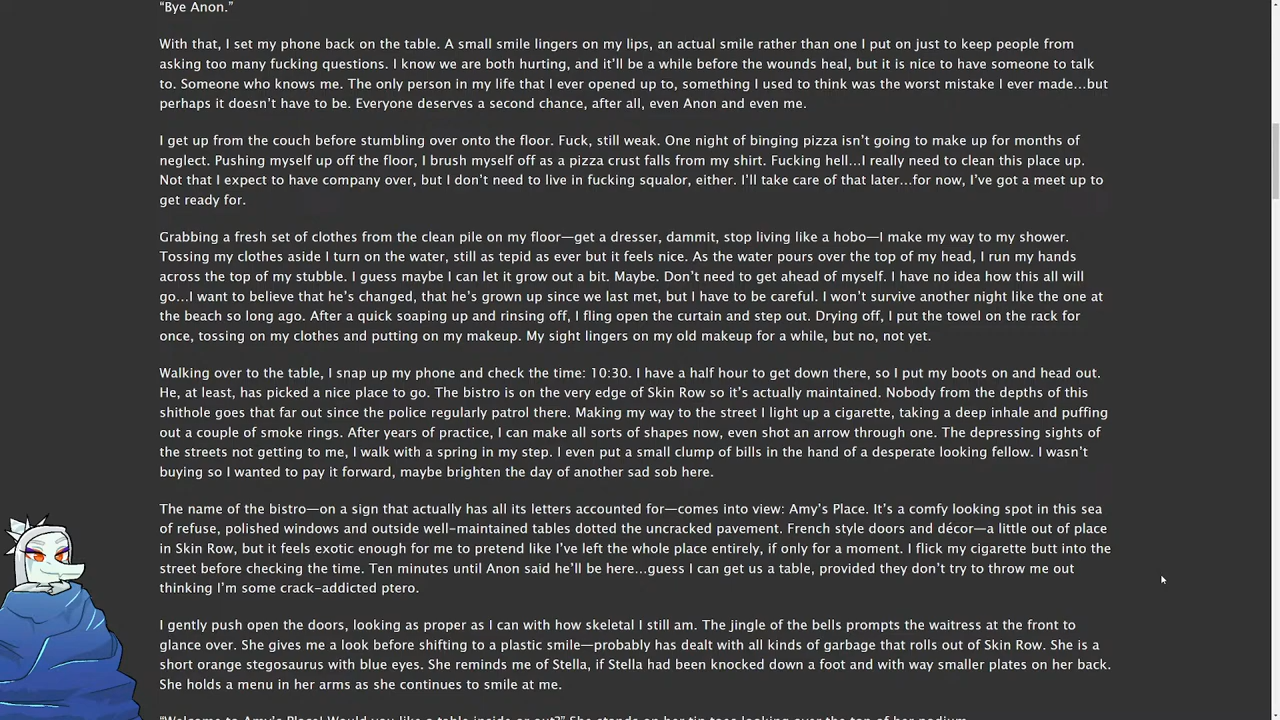 “Bye Anon.”
With that, I set my phone back on the table. A small smile lingers on my lips, an actual smile rather than one I put on just to keep people from
asking too many fucking questions. I know we are both hurting, and it’ll be a while before the wounds heal, but it is nice to have someone to talk
to. Someone who knows me. The only person in my life that I ever opened up to, something I used to think was the worst mistake I ever made…but
perhaps it doesn’t have to be. Everyone deserves a second chance, after all, even Anon and even me.
I get up from the couch before stumbling over onto the floor. Fuck, still weak. One night of binging pizza isn’t going to make up for months of
neglect. Pushing myself up off the floor, I brush myself off as a pizza crust falls from my shirt. Fucking hell…I really need to clean this place up.
Not that I expect to have company over, but I don’t need to live in fucking squalor, either. I’ll take care of that later…for now, I’ve got a meet up to
get ready for.
Grabbing a fresh set of clothes from the clean pile on my floor—get a dresser, dammit, stop living like a hobo—I make my way to my shower.
Tossing my clothes aside I turn on the water, still as tepid as ever but it feels nice. As the water pours over the top of my head, I run my hands
across the top of my stubble. I guess maybe I can let it grow out a bit. Maybe. Don’t need to get ahead of myself. I have no idea how this all will
go…I want to believe that he’s changed, that he’s grown up since we last met, but I have to be careful. I won’t survive another night like the one at
the beach so long ago. After a quick soaping up and rinsing off, I fling open the curtain and step out. Drying off, I put the towel on the rack for
once, tossing on my clothes and putting on my makeup. My sight lingers on my old makeup for a while, but no, not yet.
Walking over to the table, I snap up my phone and check the time: 10:30. I have a half hour to get down there, so I put my boots on and head out.
He, at least, has picked a nice place to go. The bistro is on the very edge of Skin Row so it’s actually maintained. Nobody from the depths of this
shithole goes that far out since the police regularly patrol there. Making my way to the street I light up a cigarette, taking a deep inhale and puffing
out a couple of smoke rings. After years of practice, I can make all sorts of shapes now, even shot an arrow through one. The depressing sights of
the streets not getting to me, I walk with a spring in my step. I even put a small clump of bills in the hand of a desperate looking fellow. I wasn’t
buying so I wanted to pay it forward, maybe brighten the day of another sad sob here.
The name of the bistro—on a sign that actually has all its letters accounted for—comes into view: Amy’s Place. It’s a comfy looking spot in this sea
of refuse, polished windows and outside well-maintained tables dotted the uncracked pavement. French style doors and décor—a little out of place
in Skin Row, but it feels exotic enough for me to pretend like I’ve left the whole place entirely, if only for a moment. I flick my cigarette butt into the
street before checking the time. Ten minutes until Anon said he’ll be here…guess I can get us a table, provided they don’t try to throw me out
thinking I’m some crack-addicted ptero.
I gently push open the doors, looking as proper as I can with how skeletal I still am. The jingle of the bells prompts the waitress at the front to
glance over. She gives me a look before shifting to a plastic smile—probably has dealt with all kinds of garbage that rolls out of Skin Row. She is a
short orange stegosaurus with blue eyes. She reminds me of Stella, if Stella had been knocked down a foot and with way smaller plates on her back.
She holds a menu in her arms as she continues to smile at me.
“Welcome to Amy’s Place! Would you like a table inside or out?” She stands on her tip toes looking over the top of her podium.